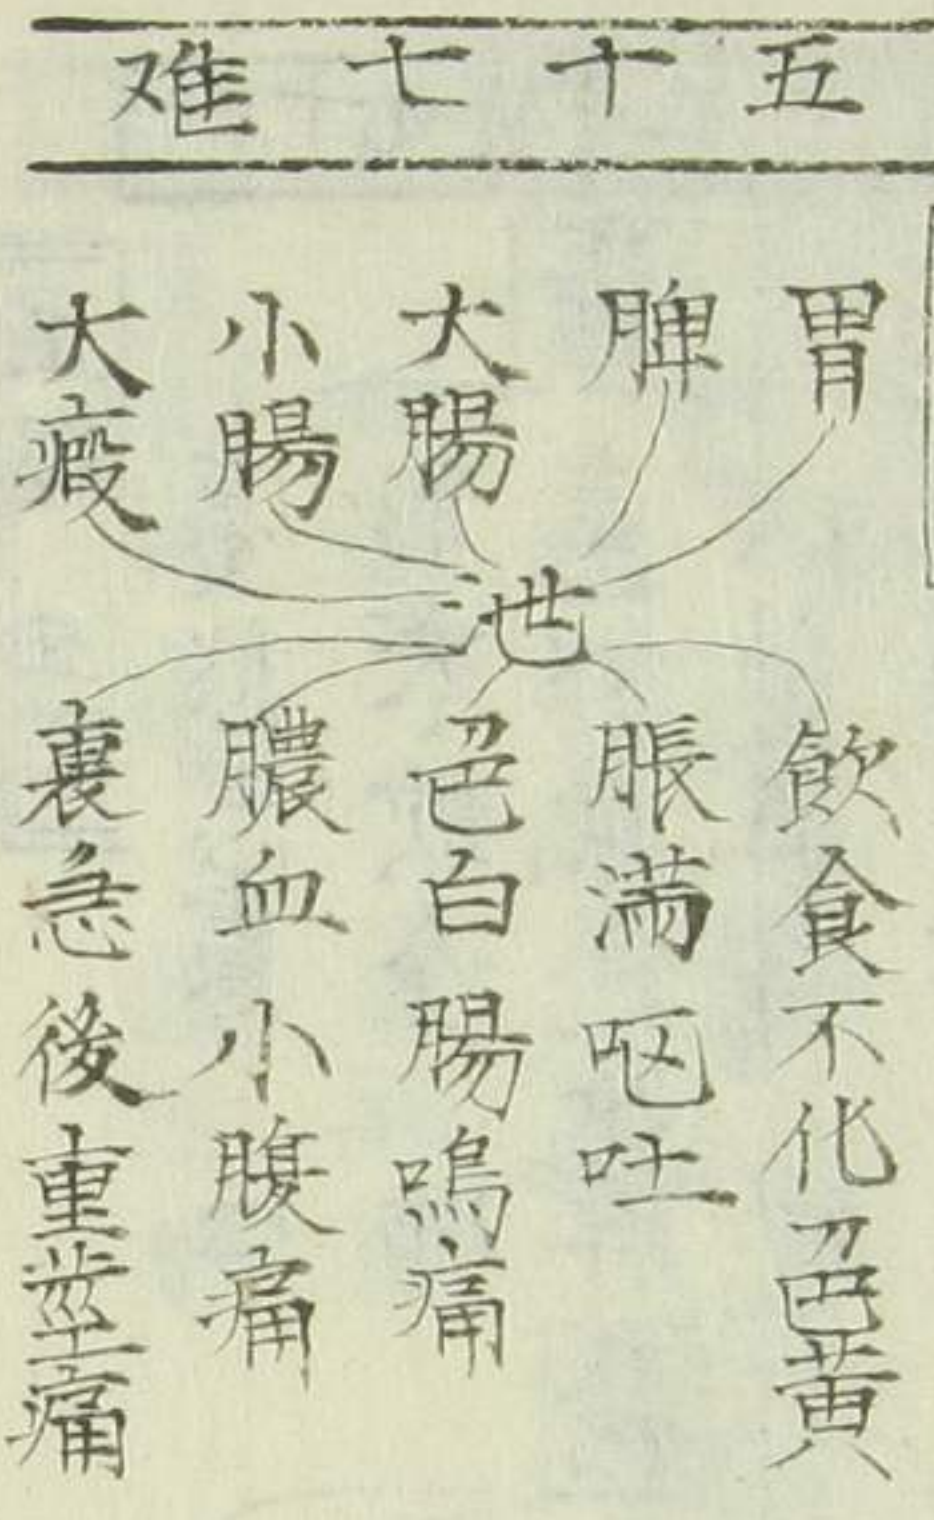 五十七难
胃
脾
大腸
小腸
大瘕
泄
飲食不化色黄
脹滿呕吐
色白腸鳴痛
膿血小腹痛
裏急後重莖痛